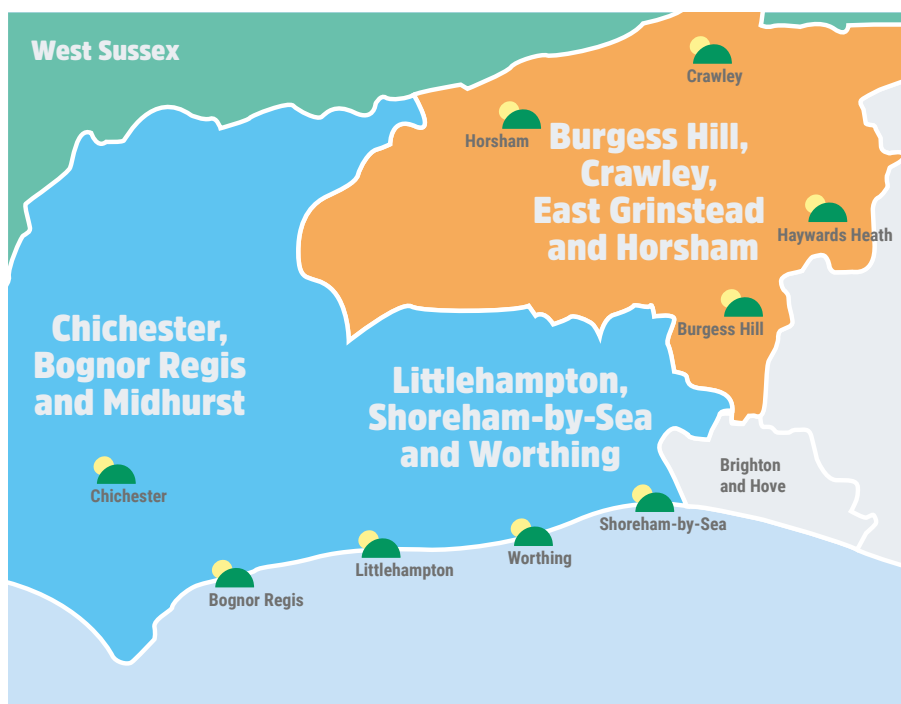 West Sussex
Crawley
Horsham
Burgess Hill,
Crawley,
East Grinstead
and Horsham
Haywards Heath
Burgess Hill
Chichester,
Bognor Regis
and Midhurst
Littlehampton,
Shoreham-by-Sea
and Worthing
Brighton
and Hove
Chichester
Shoreham-by-Sea
Worthing
Littlehampton
Bognor Regis